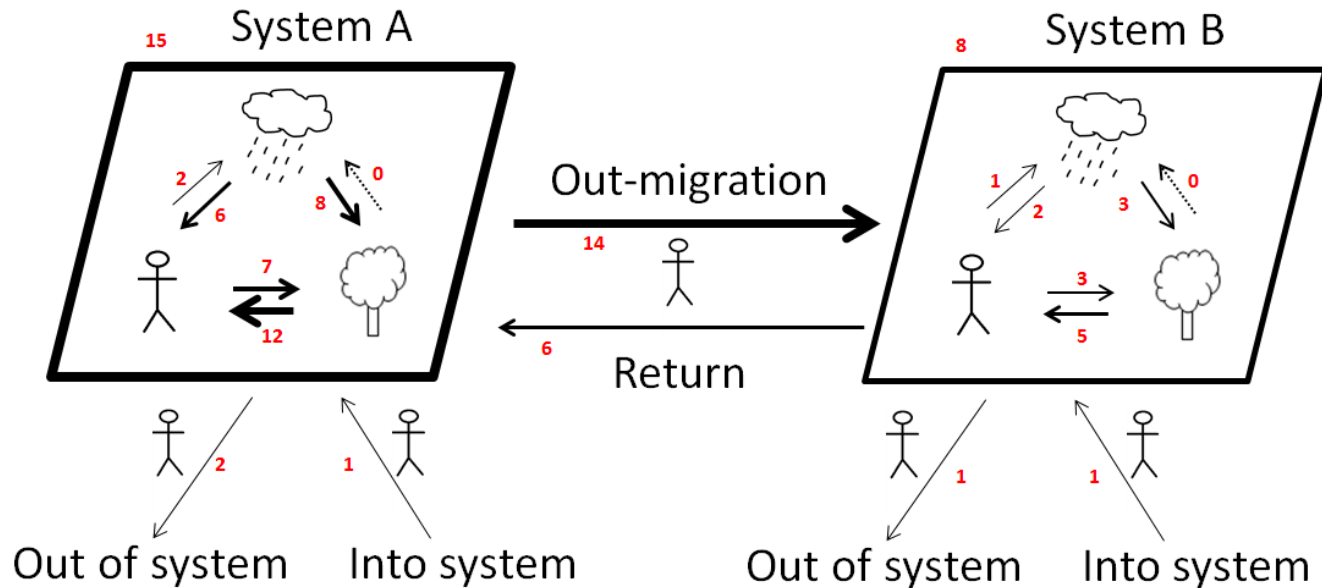 System A
System B
15
8
2
0
6
8
7
12
Out-migration
14
6
Return
1
0
2
3
3
5
2
1
1
1
Out of system
Into system
Out of system
Into system